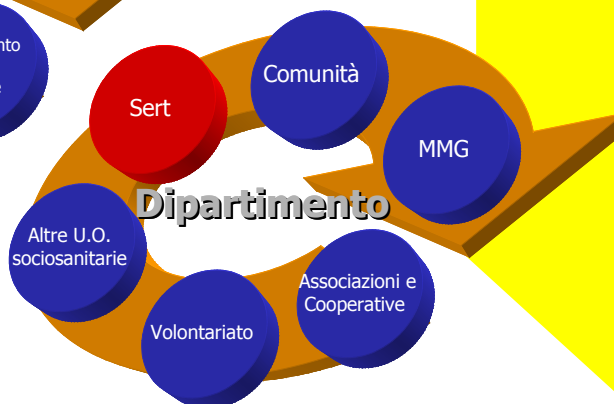 nto
Comunità
Sert
MMG
Dipartimento
Altre U.O.
sociosanitarie
Associazioni e
Cooperative
Volontariato